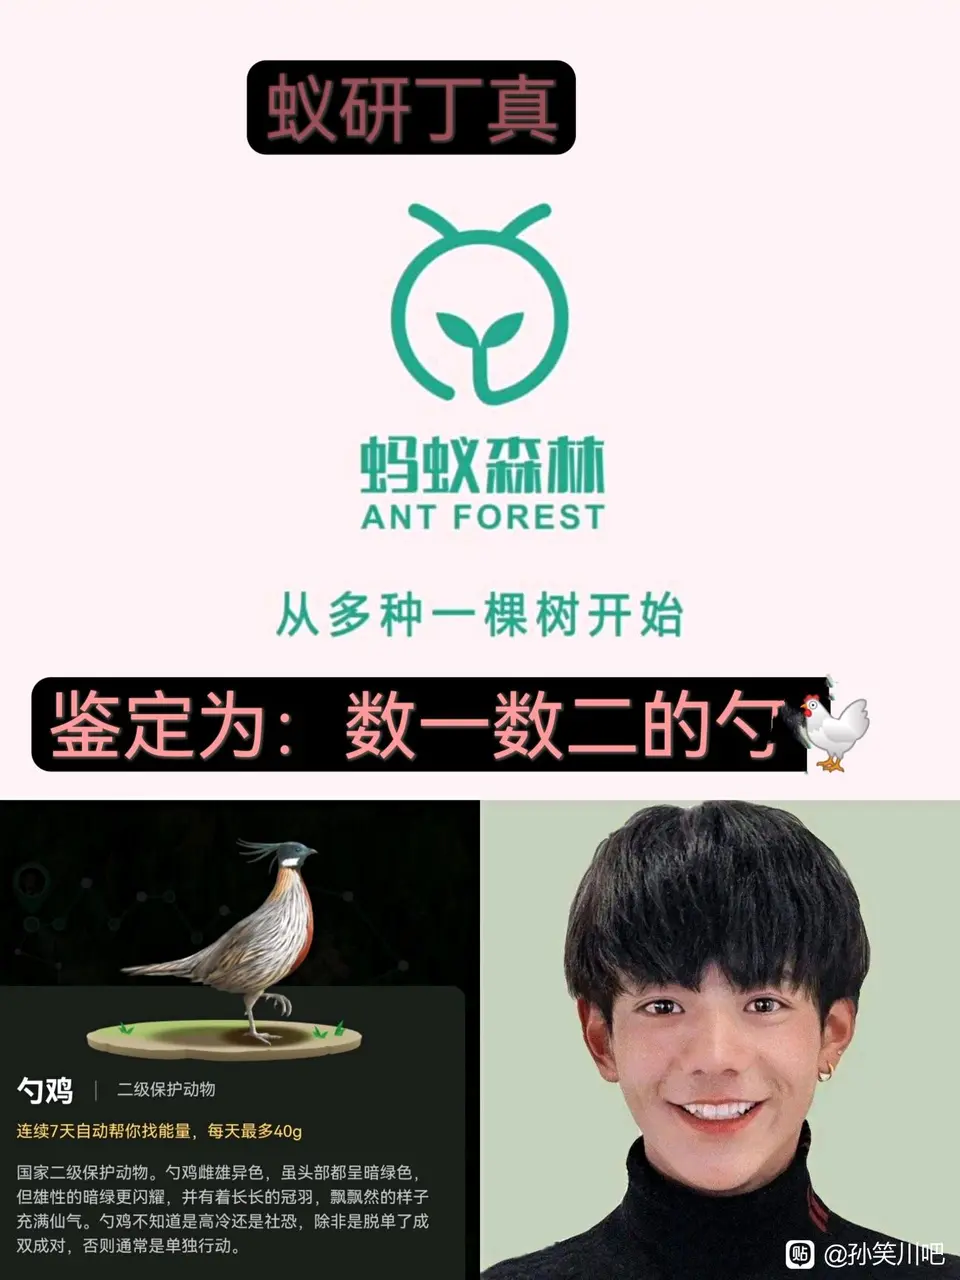 蚁研丁真
蚂蚁森林
ANT FOREST
从多种一棵树开始
鉴定为：数一数二的勺
勺鸡 | 二级保护动物
连续7天自动帮你找能量，每天最多40g
国家二级保护动物。勺鸡雌雄异色，虽头部都呈暗绿色，
但雄性的暗绿更闪耀，并有着长长的冠羽，飘飘然的样子
充满仙气。勺鸡不知道是高冷还是社恐，除非是脱单了成
双成对，否则通常是单独行动。
贴 @孙笑川吧